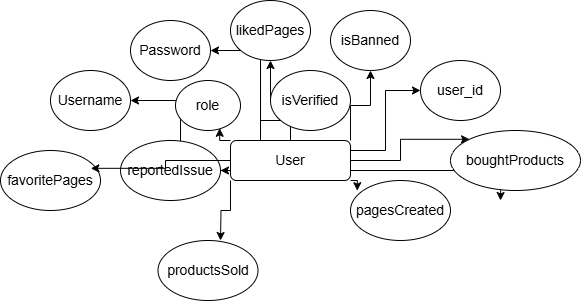 likedPages
isBanned
Password
user_id
Username
role
isVerified
User
boughtProducts
favoritePages
reportedIssue
pagesCreated
productsSold